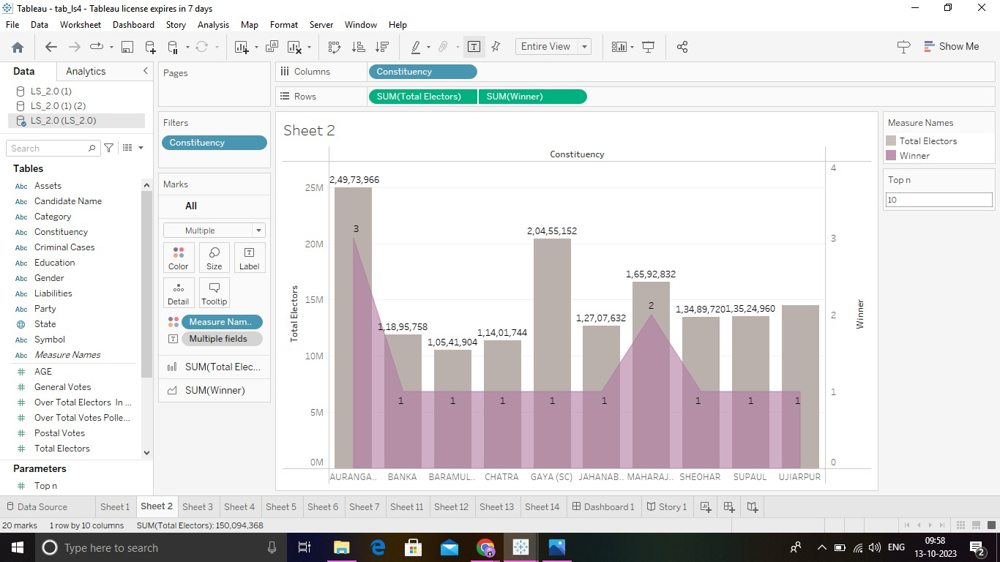 Tableau - tab_ls4 - Tableau license expires in 7 days
File Data Worksheet Dashboard Story Analysis Map Format Server Window Help
Entire View
Show Me
Data Analytics
LS_2.0 (1)
LS_2.0 (1) (2)
LS_2.0 (LS_2.0)
Search
Tables
Abc Assets
Abc Candidate Name
Abc Category
Abc Constituency
Abc Criminal Cases
Abc Education
Abc Gender
Abc Liabilities
Abc Party
State
Abc Symbol
Abc Measure Names
# AGE
# General Votes
# Over Total Electors In ...
# Over Total Votes Polle...
# Postal Votes
# Total Electors
Parameters
# Top n
Pages
Filters
Constituency
Marks
All
Multiple
Color Size Label
Detail Tooltip
Measure Nam..
Multiple fields
SUM(Total Elec...
SUM(Winner)
Columns Constituency
Rows SUM(Total Electors) SUM(Winner)
Sheet 2
Constituency
Total Electors
25M
20M
15M
10M
5M
0M
2,49,73,966
1,18,95,758
1,05,41,904
1,14,01,744
2,04,55,152
1,27,07,632
1,65,92,832
1,34,89,720
1,35,24,960
3 1 1 1 1 1 2 1 1 1
4
3
2
1
0
Winner
AURANGA.. BANKA BARAMUL.. CHATRA GAYA (SC) JAHANAB.. MAHARAJ.. SHEOHAR SUPAUL UJIARPUR
Measure Names
Total Electors
Winner
Top n
10
Data Source Sheet 1 Sheet 2 Sheet 3 Sheet 4 Sheet 5 Sheet 6 Sheet 7 Sheet 11 Sheet 12 Sheet 13 Sheet 14 Dashboard 1 Story 1
20 marks 1 row by 10 columns SUM(Total Electors): 150,094,368
Type here to search
ENG
09:58
13-10-2023
2